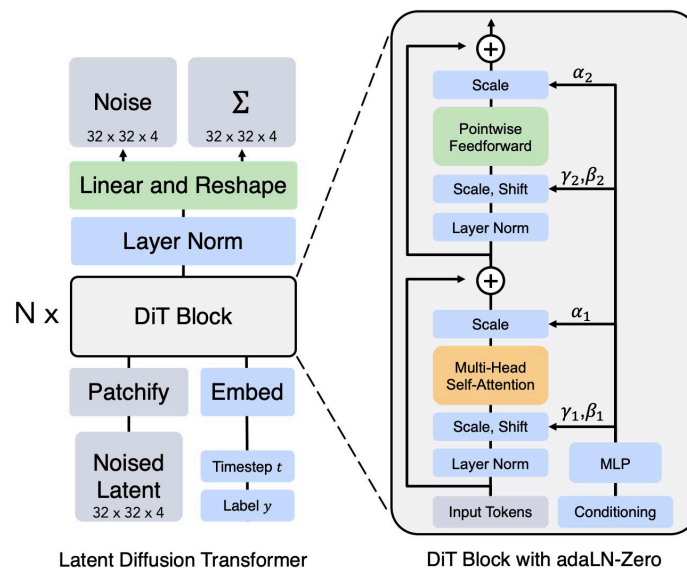 Noise
32 x 32 x 4
Σ
32 x 32 x 4
Linear and Reshape
Layer Norm
N x
DiT Block
Patchify
Embed
Noised
Latent
32 x 32 x 4
Timestep t
Label y
Latent Diffusion Transformer
+
Scale
α₂
Pointwise
Feedforward
Scale, Shift
γ₂,β₂
Layer Norm
+
Scale
α₁
Multi-Head
Self-Attention
Scale, Shift
γ₁,β₁
Layer Norm
MLP
Input Tokens
Conditioning
DiT Block with adaLN-Zero